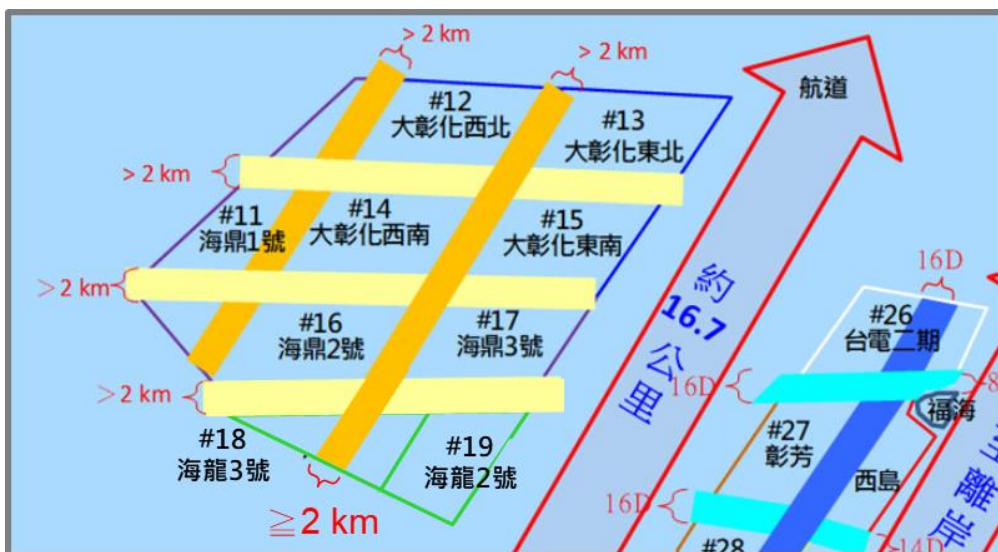 > 2 km
> 2 km
航道
#12
大彰化西北
#13
大彰化東北
> 2 km
#11
海鼎1號
#14
大彰化西南
#15
大彰化東南
16D
約
16.7
公
里
>2 km
#16
海鼎2號
#17
海鼎3號
#26
台電二期
16D
8
>2 km
福海
#18
海龍3號
#19
海龍2號
#27
彰芳
西島
離
岸
16D
≧2 km
14D
#28